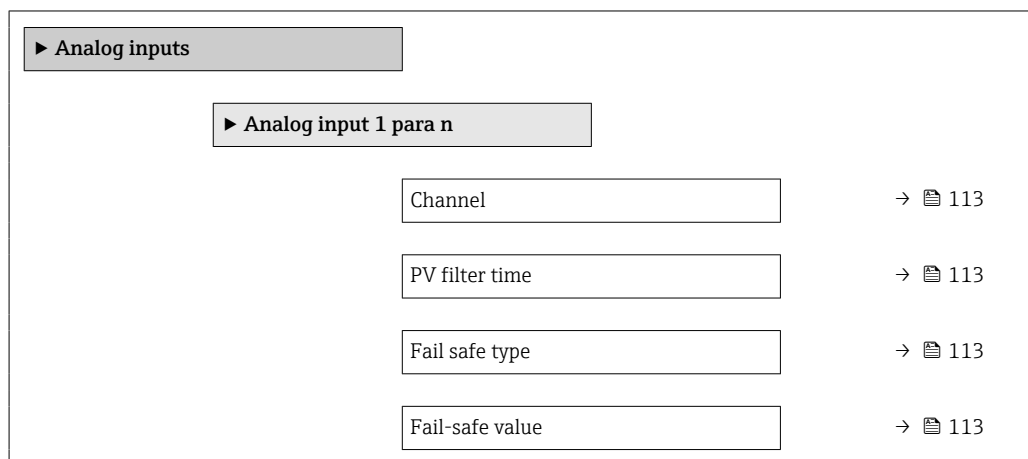 ▶ Analog inputs
▶ Analog input 1 para n
Channel → 113
PV filter time → 113
Fail safe type → 113
Fail-safe value → 113